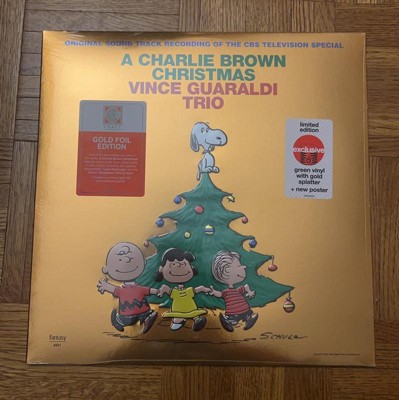 ORIGINAL SOUND TRACK RECORDING OF THE CBS TELEVISION SPECIAL
A CHARLIE BROWN
CHRISTMAS
VINCE GUARALDI
TRIO
GOLD FOIL
EDITION
limited
edition
exclusive
green vinyl
with gold
splatter
+ new poster
SCHULZ
fantasy